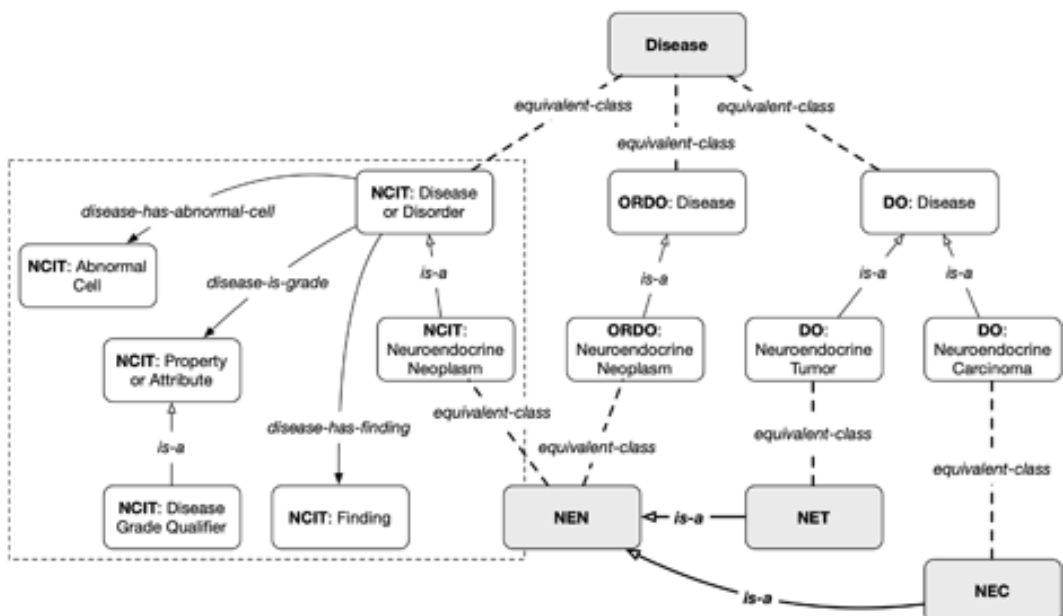 Disease
equivalent-class
equivalent-class
equivalent-class
NCIT: Disease
or Disorder
ORDO: Disease
DO: Disease
disease-has-abnormal-cell
NCIT: Abnormal
Cell
disease-is-grade
is-a
is-a
is-a
is-a
NCIT: Property
or Attribute
NCIT:
Neuroendocrine
Neoplasm
ORDO:
Neuroendocrine
Neoplasm
DO:
Neuroendocrine
Tumor
DO:
Neuroendocrine
Carcinoma
equivalent-class
disease-has-finding
is-a
equivalent-class
equivalent-class
equivalent-class
NCIT: Disease
Grade Qualifier
NCIT: Finding
NEN
is-a
NET
is-a
NEC